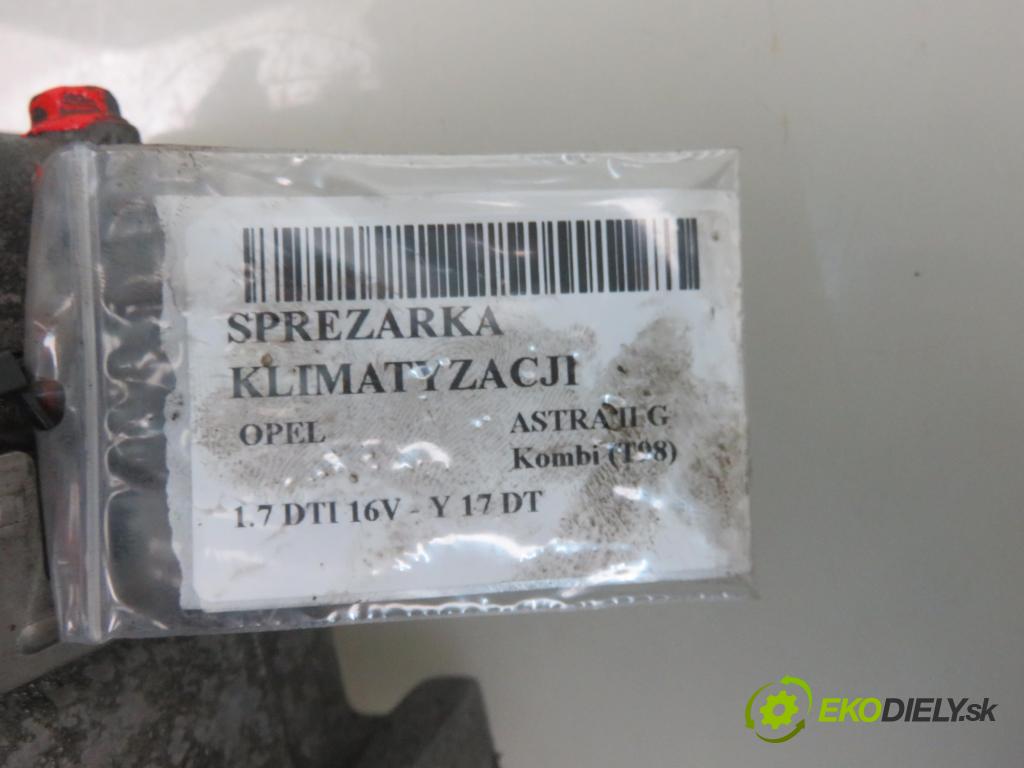 SPREZARKA
KLIMATYZACJI
OPEL
ASTRA II G
Kombi (T98)
1.7 DTI 16V - Y 17 DT
EKODIELY.sk